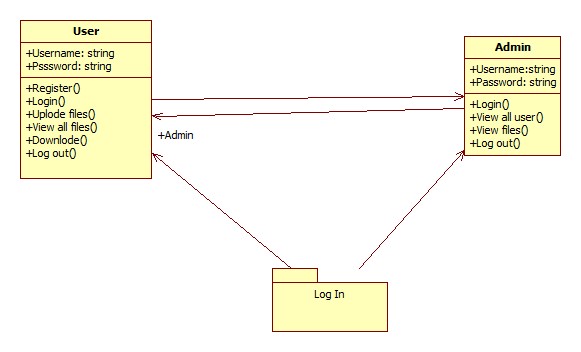 User
+Username: string
+Psssword: string
+Register()
+Login()
+Uplode files()
+View all files()
+Downlode()
+Log out()
Admin
+Username:string
+Password: string
+Login()
+View all user()
+View files()
+Log out()
+Admin
Log In